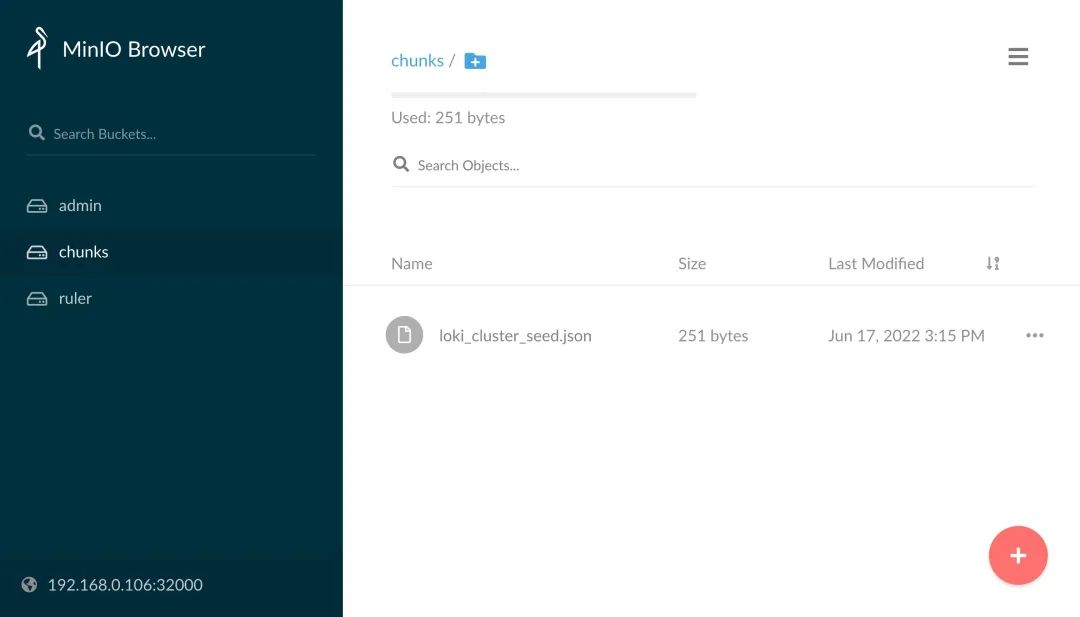 MinIO Browser
Search Buckets...
admin
chunks
ruler
192.168.0.106:32000
chunks /
Used: 251 bytes
Search Objects...
Name Size Last Modified
loki_cluster_seed.json 251 bytes Jun 17, 2022 3:15 PM